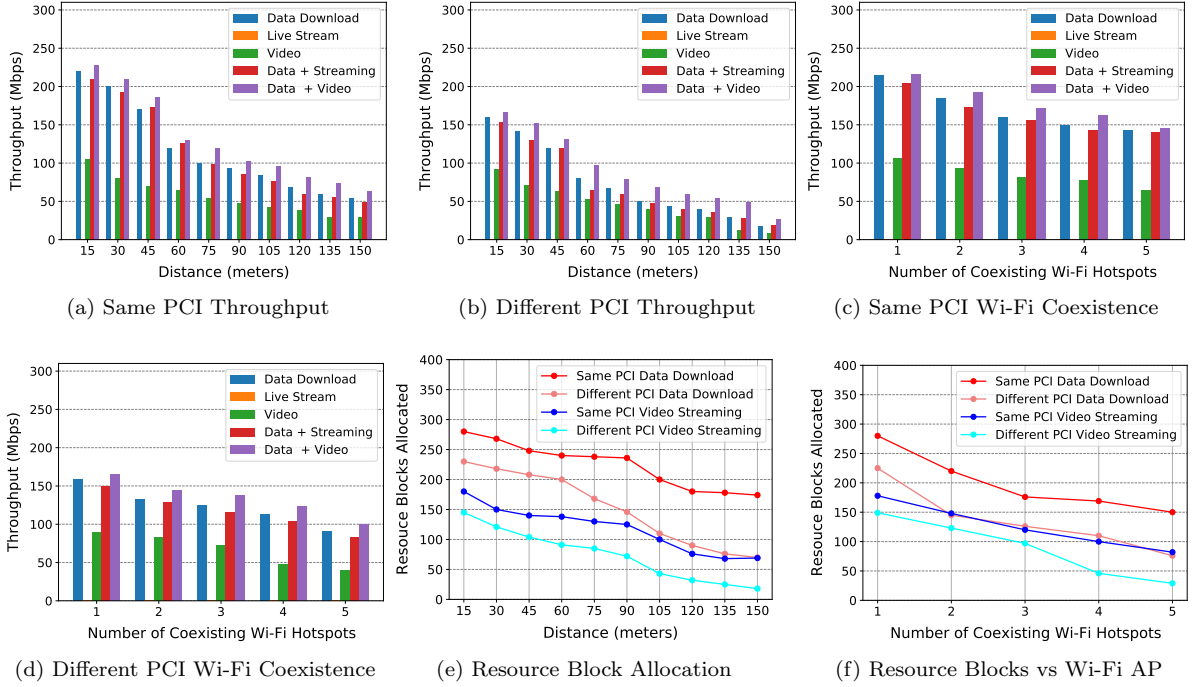 300
250
200
150
100
50
0
Throughput (Mbps)
Data Download
Live Stream
Video
Data + Streaming
Data + Video
15 30 45 60 75 90 105 120 135 150
Distance (meters)
(a) Same PCI Throughput
300
250
200
150
100
50
0
Throughput (Mbps)
Data Download
Live Stream
Video
Data + Streaming
Data + Video
15 30 45 60 75 90 105 120 135 150
Distance (meters)
(b) Different PCI Throughput
300
250
200
150
100
50
0
Throughput (Mbps)
Data Download
Live Stream
Video
Data + Streaming
Data + Video
1 2 3 4 5
Number of Coexisting Wi-Fi Hotspots
(c) Same PCI Wi-Fi Coexistence
300
250
200
150
100
50
0
Throughput (Mbps)
Data Download
Live Stream
Video
Data + Streaming
Data + Video
1 2 3 4 5
Number of Coexisting Wi-Fi Hotspots
(d) Different PCI Wi-Fi Coexistence
400
350
300
250
200
150
100
50
0
Resouce Blocks Allocated
Same PCI Data Download
Different PCI Data Download
Same PCI Video Streaming
Different PCI Video Streaming
15 30 45 60 75 90 105 120 135 150
Distance (meters)
(e) Resource Block Allocation
400
350
300
250
200
150
100
50
0
Resouce Blocks Allocated
Same PCI Data Download
Different PCI Data Download
Same PCI Video Streaming
Different PCI Video Streaming
1 2 3 4 5
Number of Coexisting Wi-Fi Hotspots
(f) Resource Blocks vs Wi-Fi AP